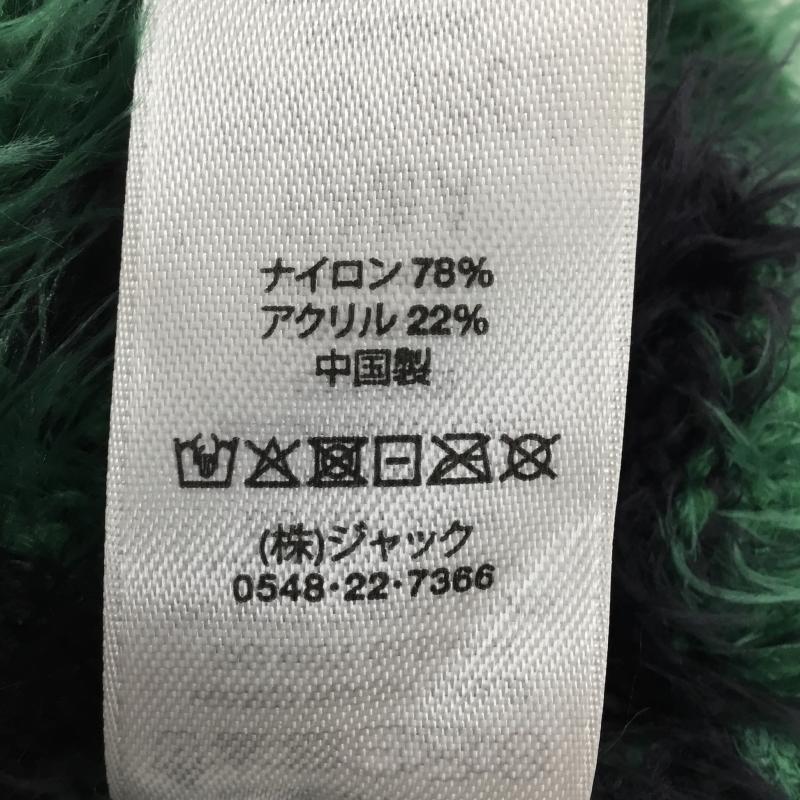 ナイロン 78%
アクリル 22%
中国製
(株)ジャック
0548・22・7366